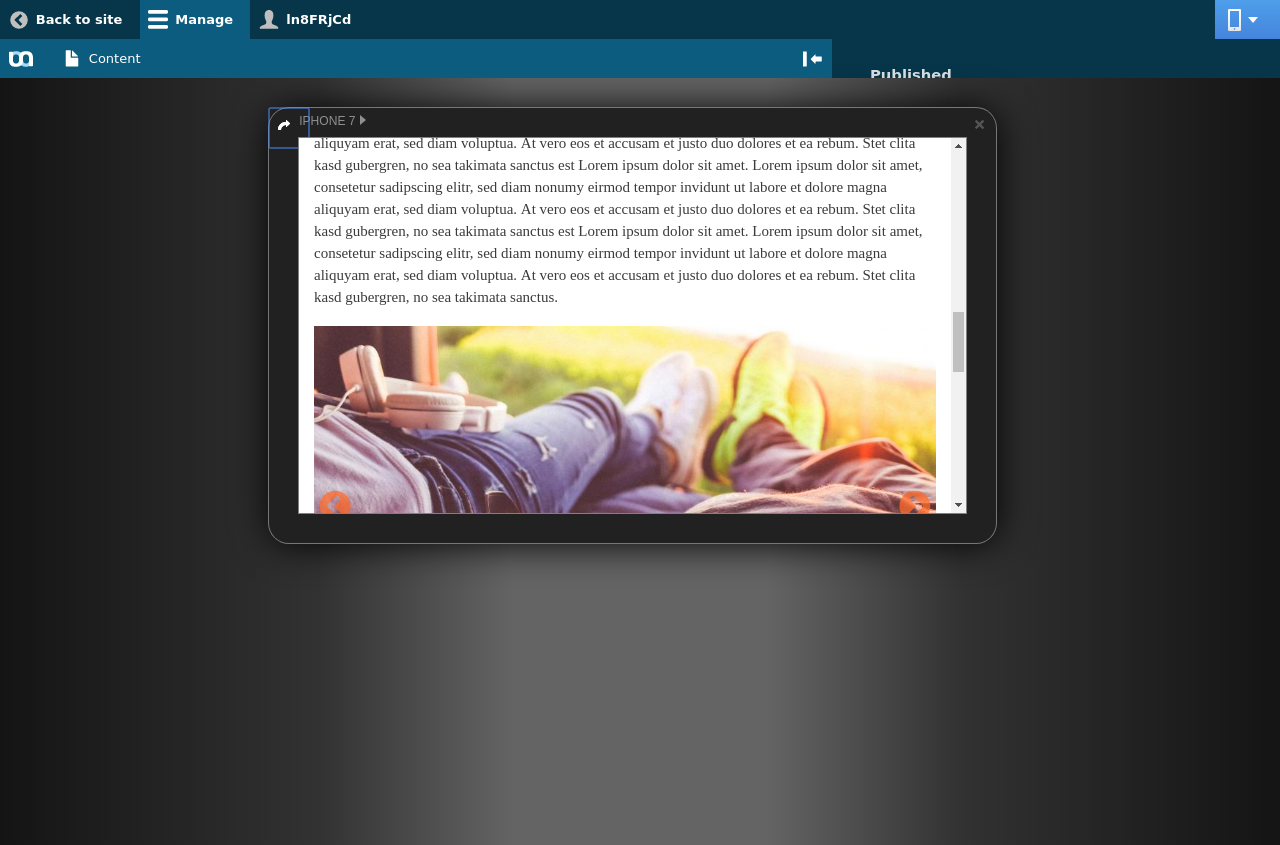 Back to site
Manage
ln8FRjCd
Content
Published
IPHONE 7
aliquyam erat, sed diam voluptua. At vero eos et accusam et justo duo dolores et ea rebum. Stet clita
kasd gubergren, no sea takimata sanctus est Lorem ipsum dolor sit amet. Lorem ipsum dolor sit amet,
consetetur sadipscing elitr, sed diam nonumy eirmod tempor invidunt ut labore et dolore magna
aliquyam erat, sed diam voluptua. At vero eos et accusam et justo duo dolores et ea rebum. Stet clita
kasd gubergren, no sea takimata sanctus est Lorem ipsum dolor sit amet. Lorem ipsum dolor sit amet,
consetetur sadipscing elitr, sed diam nonumy eirmod tempor invidunt ut labore et dolore magna
aliquyam erat, sed diam voluptua. At vero eos et accusam et justo duo dolores et ea rebum. Stet clita
kasd gubergren, no sea takimata sanctus.